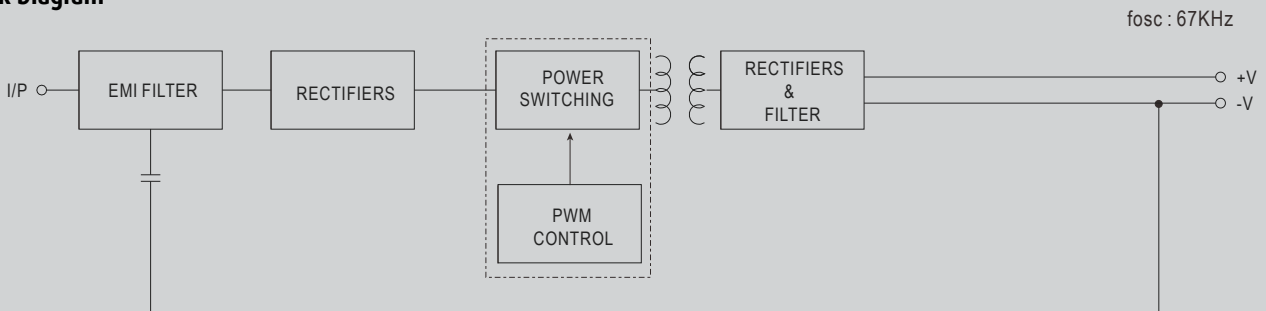 k Diagram
fosc : 67KHz
I/P
EMI FILTER
RECTIFIERS
POWER
SWITCHING
RECTIFIERS
&
FILTER
+V
-V
PWM
CONTROL